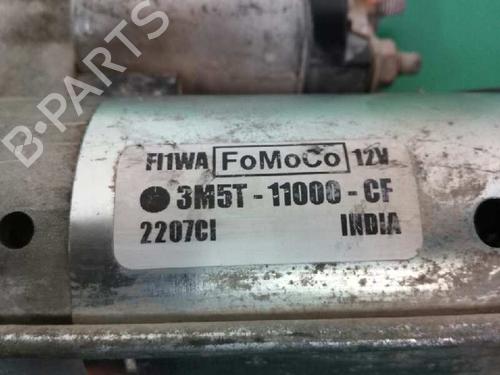 B-PARTS
FI1WA FoMoCo 12V
3M5T - 11000 - CF
2207CI INDIA